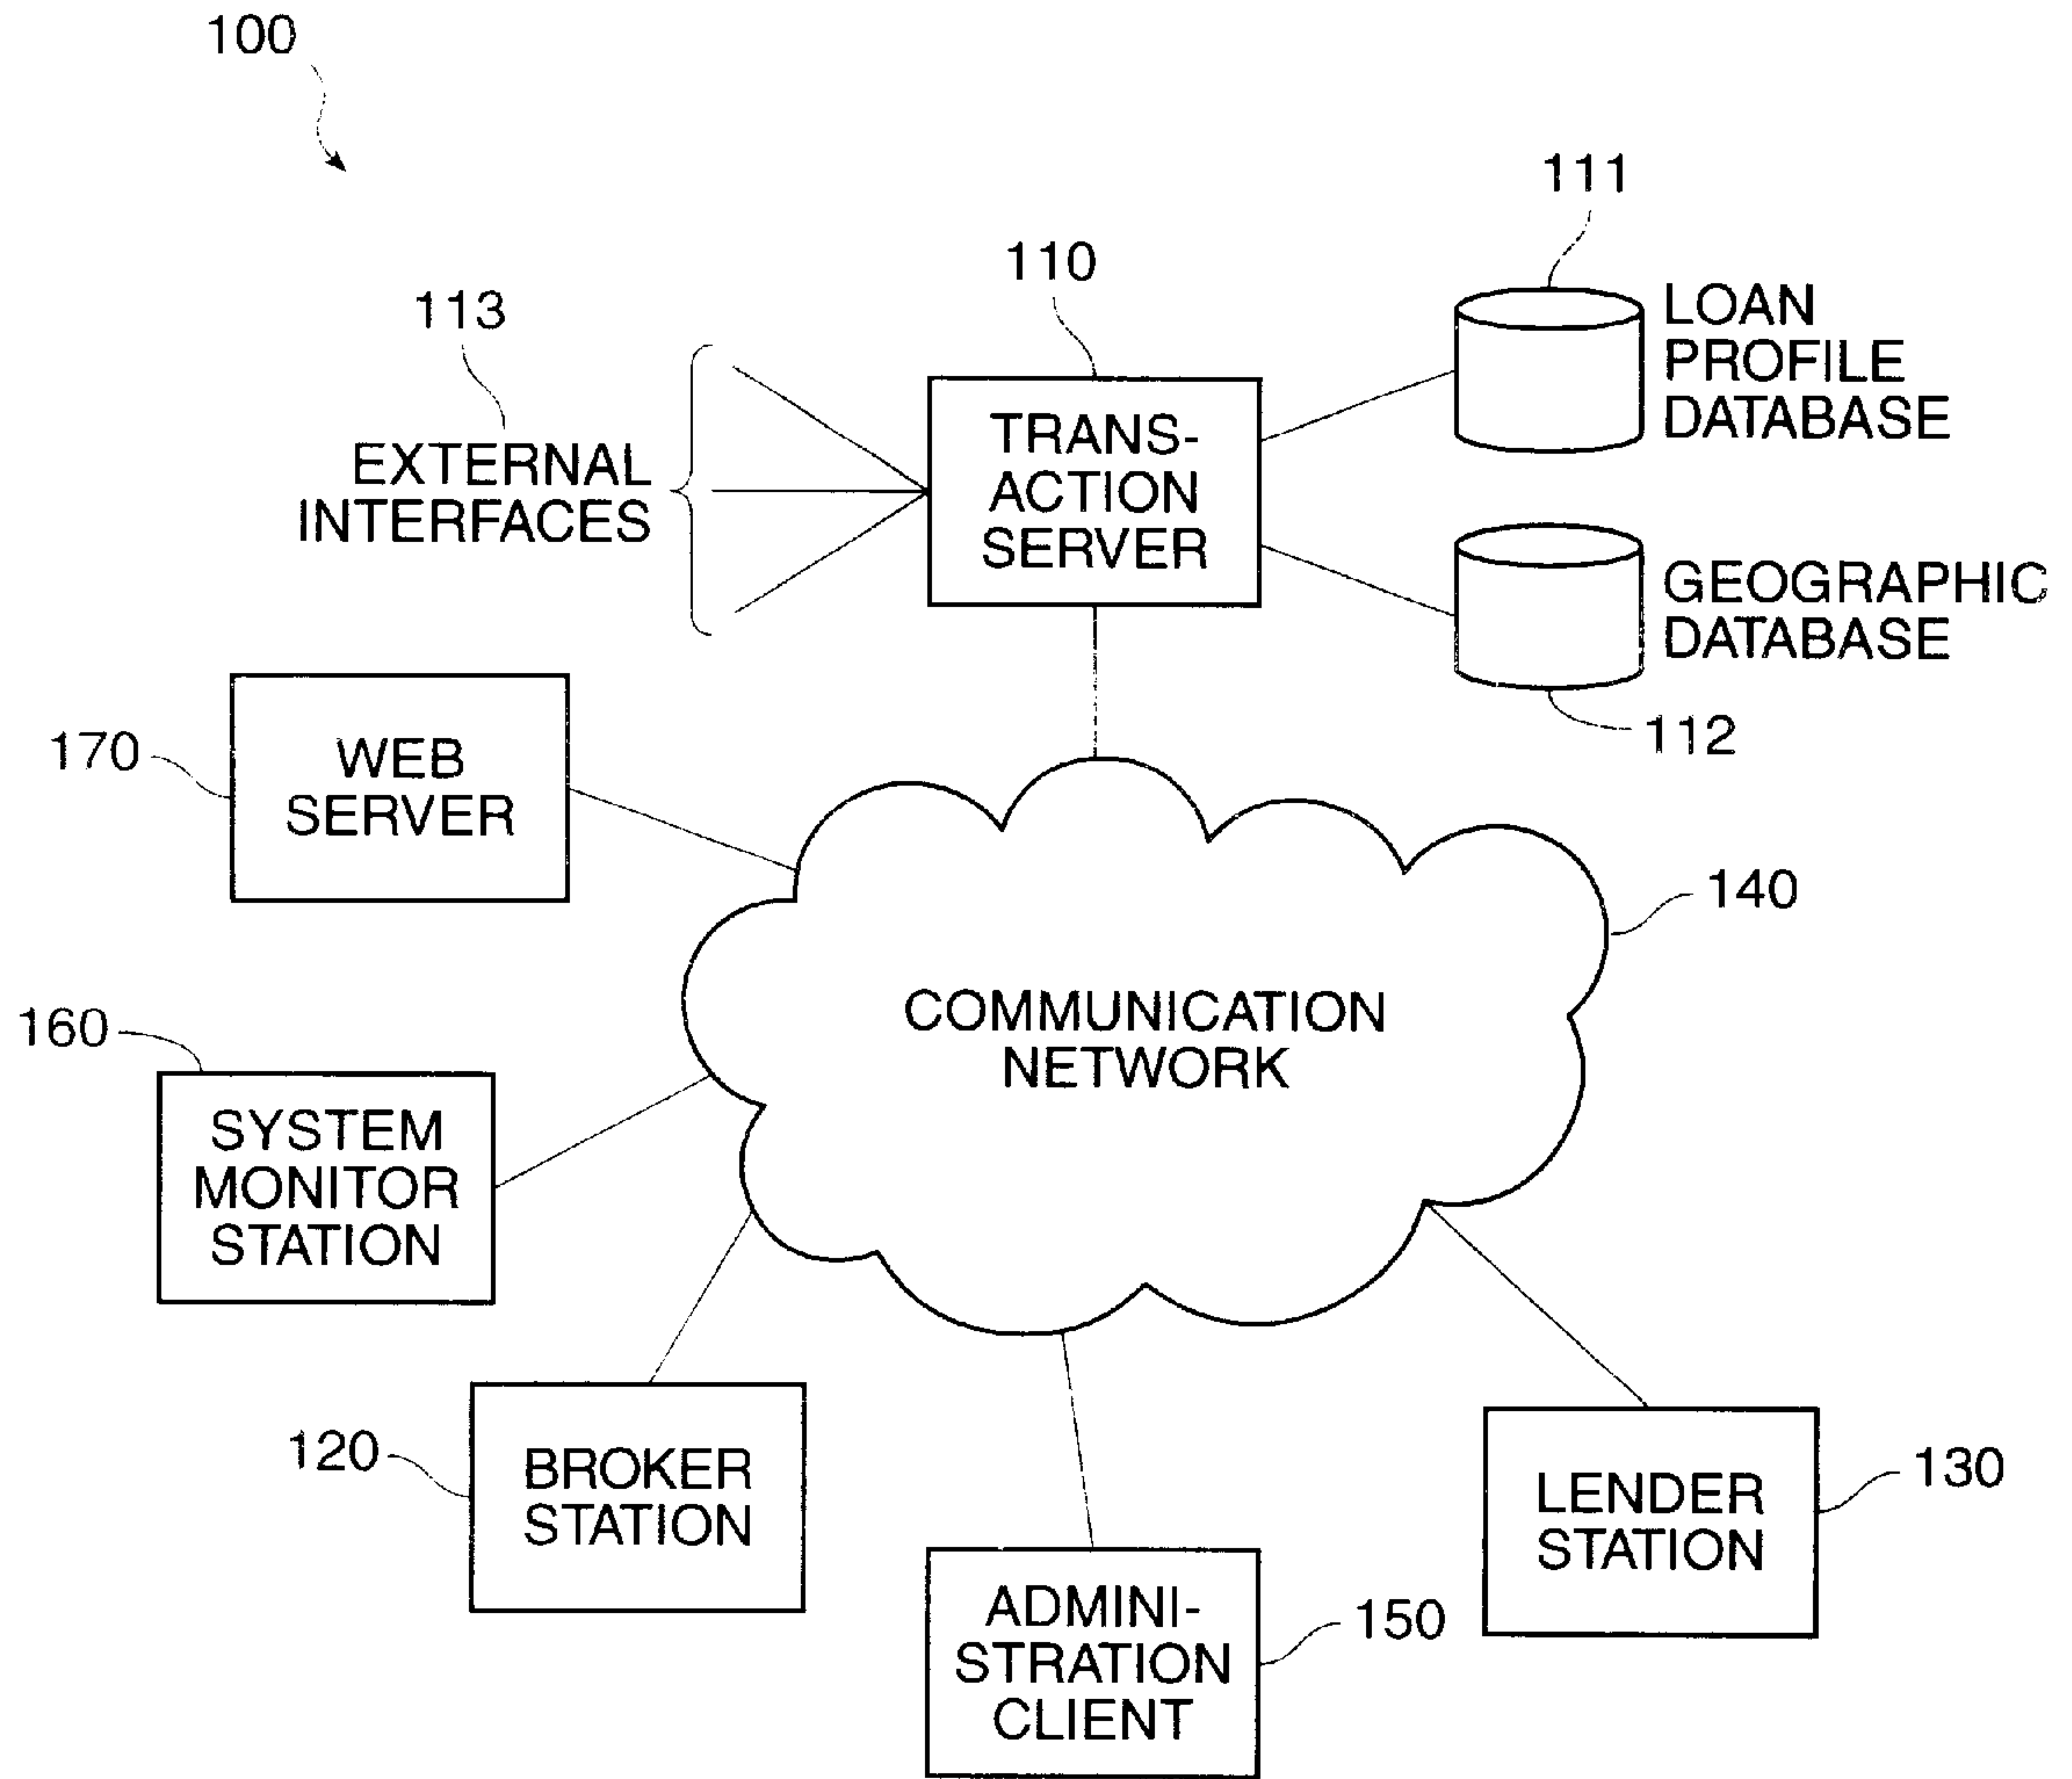 100
111
110
113
LOAN
PROFILE
DATABASE
EXTERNAL
INTERFACES
TRANS-
ACTION
SERVER
GEOGRAPHIC
DATABASE
112
170
WEB
SERVER
140
COMMUNICATION
NETWORK
160
SYSTEM
MONITOR
STATION
120
BROKER
STATION
130
LENDER
STATION
150
ADMINI-
STRATION
CLIENT